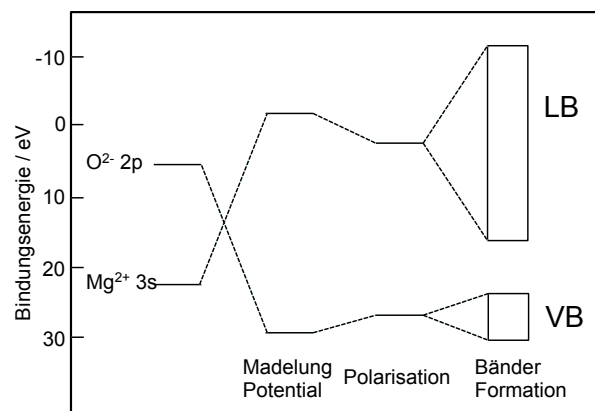 Bindungsenergie / eV
-10
0
10
20
30
O²⁻ 2p
Mg²⁺ 3s
LB
VB
Madelung
Potential
Polarisation
Bänder
Formation